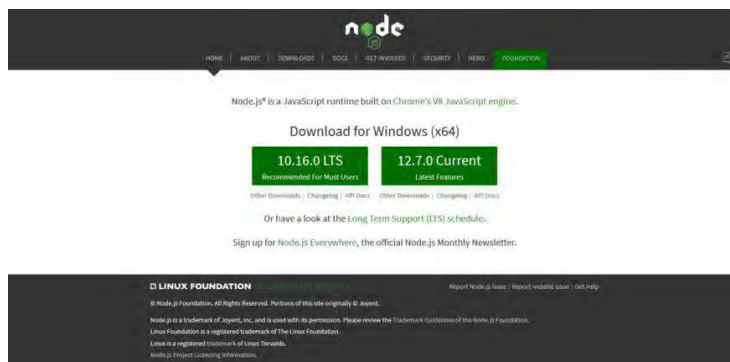 node
JS
HOME | ABOUT | DOWNLOADS | DOCS | GET INVOLVED | SECURITY | NEWS | FOUNDATION
Node.js® is a JavaScript runtime built on Chrome's V8 JavaScript engine.
Download for Windows (x64)
10.16.0 LTS
Recommended For Most Users
12.7.0 Current
Latest Features
Other Downloads | Changelog | API Docs
Other Downloads | Changelog | API Docs
Or have a look at the Long Term Support (LTS) schedule.
Sign up for Node.js Everywhere, the official Node.js Monthly Newsletter.
LINUX FOUNDATION
Report Node.js issue | Report website issue | Get Help
© Node.js Foundation. All Rights Reserved. Portions of this site originally © Joyent.
Node.js is a trademark of Joyent, Inc. and is used with its permission. Please review the Trademark Guidelines of the Node.js Foundation.
Linux Foundation is a registered trademark of The Linux Foundation.
Linux is a registered trademark of Linus Torvalds.
Node.js Project Licensing Information.